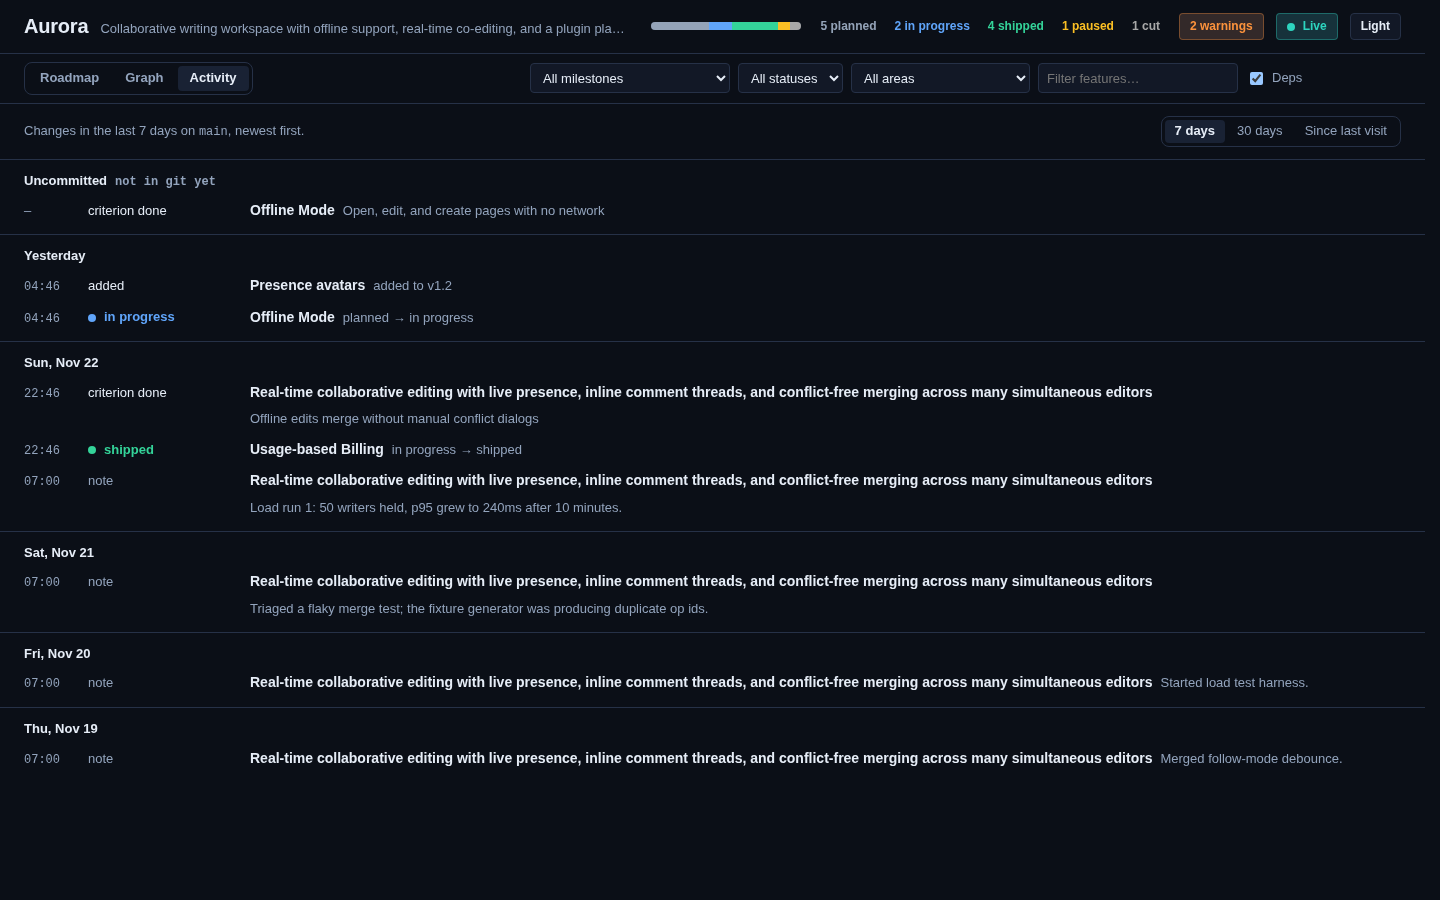 Aurora Collaborative writing workspace with offline support, real-time co-editing, and a plugin pla… 5 planned 2 in progress 4 shipped 1 paused 1 cut 2 warnings Live Light
Roadmap Graph Activity All milestones All statuses All areas Filter features… Deps
Changes in the last 7 days on main, newest first. 7 days 30 days Since last visit
Uncommitted not in git yet
– criterion done Offline Mode Open, edit, and create pages with no network
Yesterday
04:46 added Presence avatars added to v1.2
04:46 in progress Offline Mode planned → in progress
Sun, Nov 22
22:46 criterion done Real-time collaborative editing with live presence, inline comment threads, and conflict-free merging across many simultaneous editors
Offline edits merge without manual conflict dialogs
22:46 shipped Usage-based Billing in progress → shipped
07:00 note Real-time collaborative editing with live presence, inline comment threads, and conflict-free merging across many simultaneous editors
Load run 1: 50 writers held, p95 grew to 240ms after 10 minutes.
Sat, Nov 21
07:00 note Real-time collaborative editing with live presence, inline comment threads, and conflict-free merging across many simultaneous editors
Triaged a flaky merge test; the fixture generator was producing duplicate op ids.
Fri, Nov 20
07:00 note Real-time collaborative editing with live presence, inline comment threads, and conflict-free merging across many simultaneous editors Started load test harness.
Thu, Nov 19
07:00 note Real-time collaborative editing with live presence, inline comment threads, and conflict-free merging across many simultaneous editors Merged follow-mode debounce.